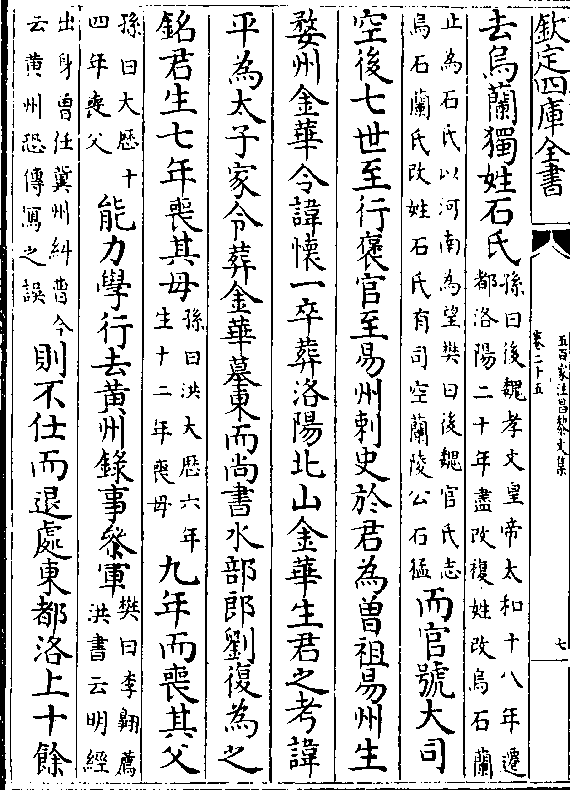 欽定四庫全書
五百家注昌黎文集
卷二十五
七
去烏蘭獨姓石氏孫曰後魏孝文皇帝太和十八年遷
都洛陽二十年盡改複姓改烏石蘭
止為石氏以河南為望樊曰後魏官氏志
烏石蘭氏改姓石氏有司空蘭陵公石猛而官號大司
空後七世至行褒官至易州刺史於君為曽祖易州生
婺州金華令諱懷一卒葬洛陽北山金華生君之考諱
平為太子家令葬金華墓東而尚書水部郎劉復為之
銘君生七年喪其母孫曰洪大歴六年
生十二年喪母九年而喪其父
孫曰大歴十
四年喪父能力學行去黄州錄事參軍樊曰李翺薦
洪書云明經
出身曽任冀州糾曹今
云黄州恐傳寫之誤則不仕而退處東都洛上十餘